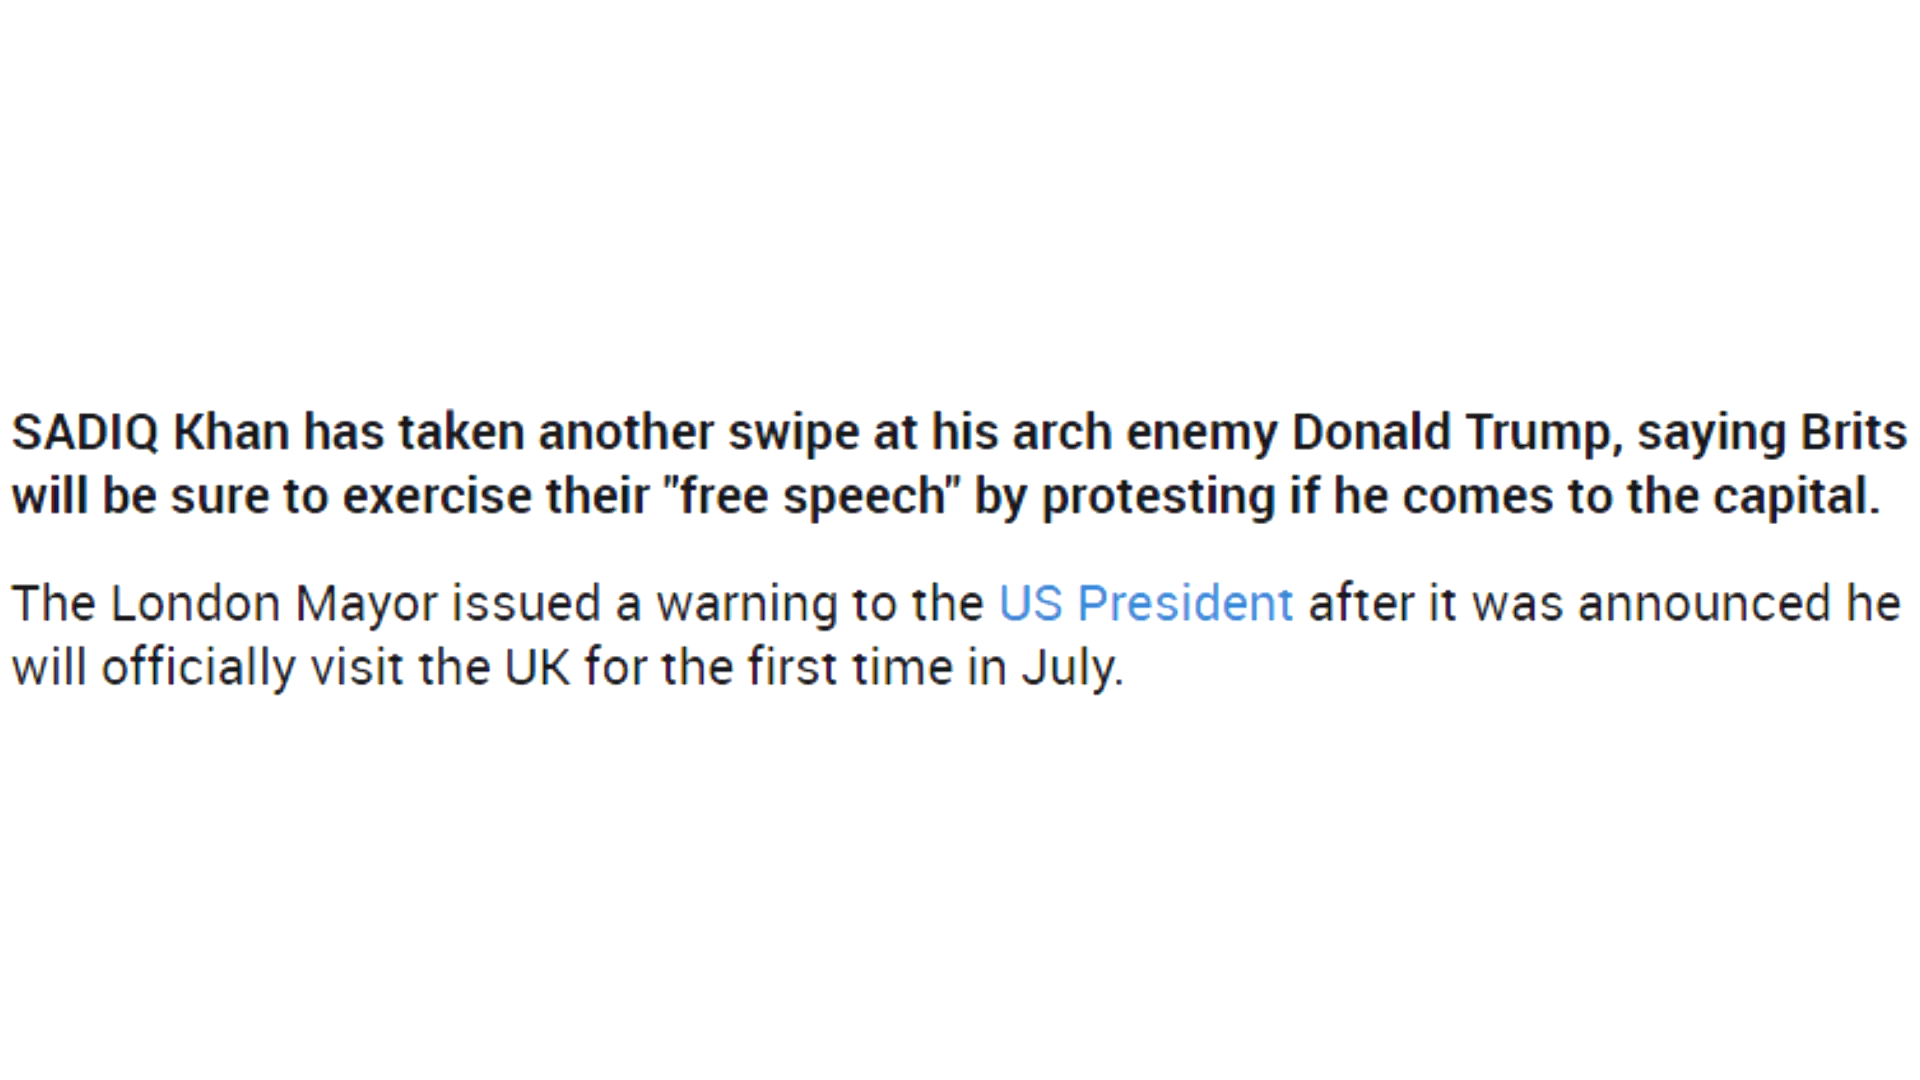 SADIQ Khan has taken another swipe at his arch enemy Donald Trump, saying Brits
will be sure to exercise their "free speech" by protesting if he comes to the capital.
The London Mayor issued a warning to the US President after it was announced he
will officially visit the UK for the first time in July.